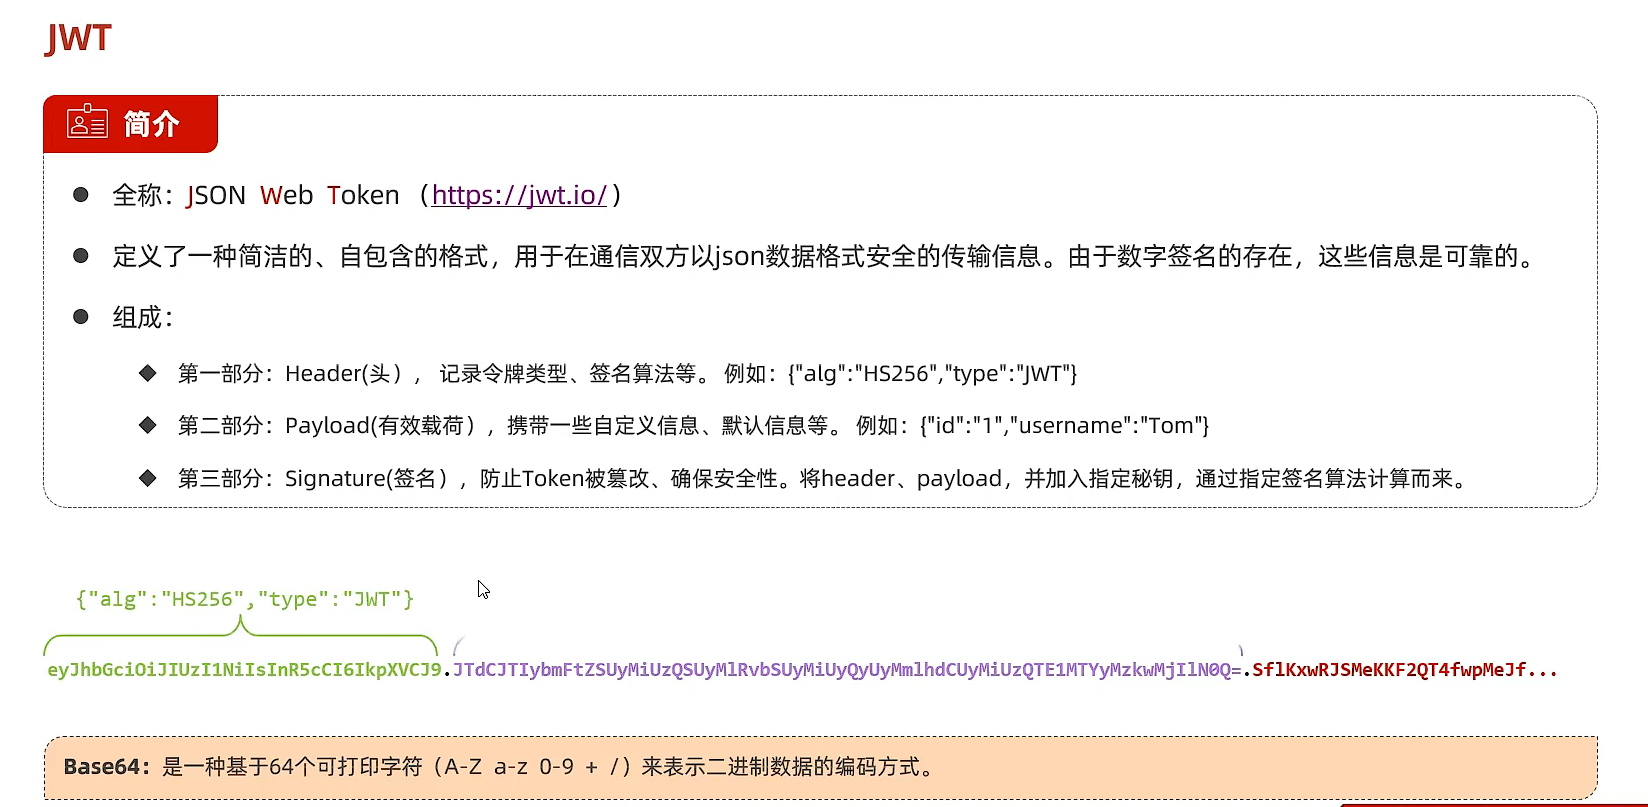 JWT
简介
全称：JSON Web Token（https://jwt.io/）
定义了一种简洁的、自包含的格式，用于在通信双方以json数据格式安全的传输信息。由于数字签名的存在，这些信息是可靠的。
组成：
第一部分：Header(头）， 记录令牌类型、签名算法等。 例如：{"alg":"HS256","type":"JWT"}
第二部分：Payload(有效载荷），携带一些自定义信息、默认信息等。 例如：{"id":"1","username":"Tom"}
第三部分：Signature(签名），防止Token被篡改、确保安全性。将header、payload，并加入指定秘钥，通过指定签名算法计算而来。
{"alg":"HS256","type":"JWT"}
eyJhbGciOiJIUzI1NiIsInR5cCI6IkpXVCJ9.JTdCJTIybmFtZSUyMiUzQSUyMlRvbSUyMiUyQyUyMmlhdCUyMiUzQTE1MTYyMzkwMjIlN0Q=.SflKxwRJSMeKKF2QT4fwpMeJf...
Base64：是一种基于64个可打印字符（A-Z a-z 0-9 + /）来表示二进制数据的编码方式。